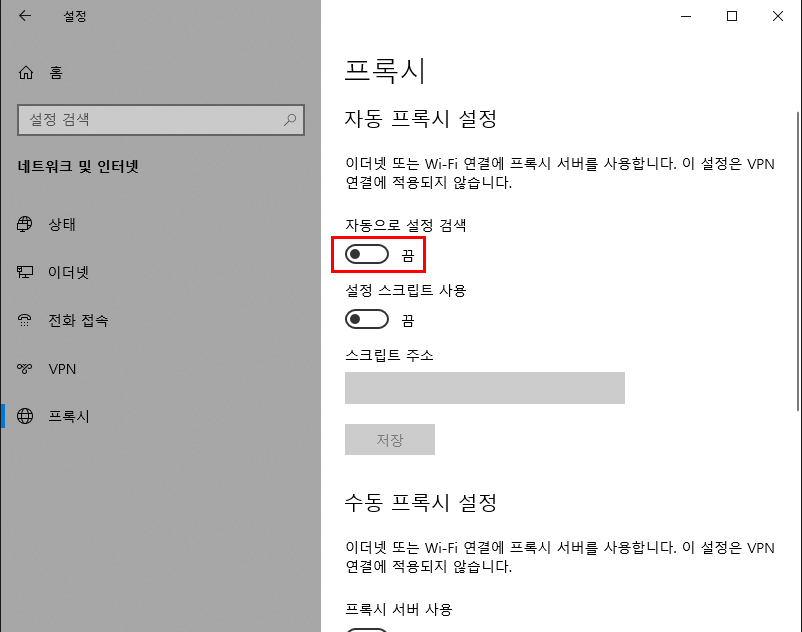 설정
홈
설정 검색
네트워크 및 인터넷
상태
이더넷
전화 접속
VPN
프록시
프록시
자동 프록시 설정
이더넷 또는 Wi-Fi 연결에 프록시 서버를 사용합니다. 이 설정은 VPN
연결에 적용되지 않습니다.
자동으로 설정 검색
끔
설정 스크립트 사용
끔
스크립트 주소
저장
수동 프록시 설정
이더넷 또는 Wi-Fi 연결에 프록시 서버를 사용합니다. 이 설정은 VPN
연결에 적용되지 않습니다.
프록시 서버 사용